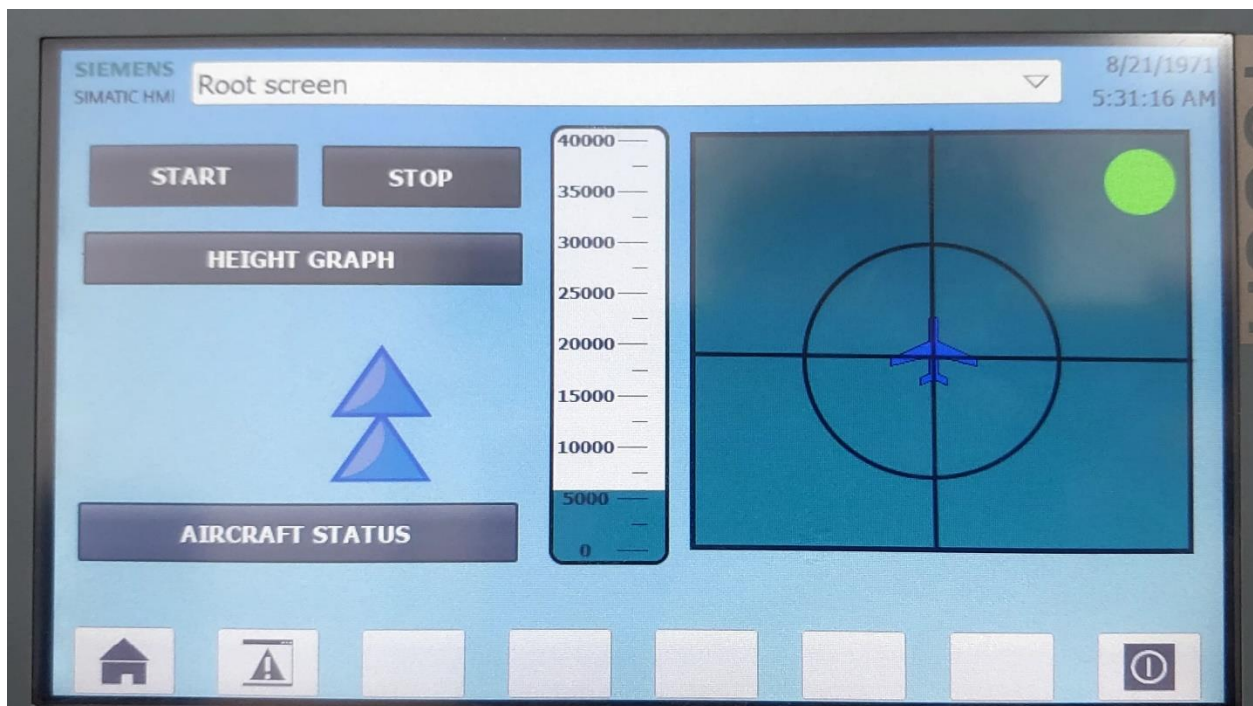 SIEMENS
SIMATIC HMI
Root screen
8/21/1971
5:31:16 AM
START
STOP
HEIGHT GRAPH
AIRCRAFT STATUS
40000
35000
30000
25000
20000
15000
10000
5000
0